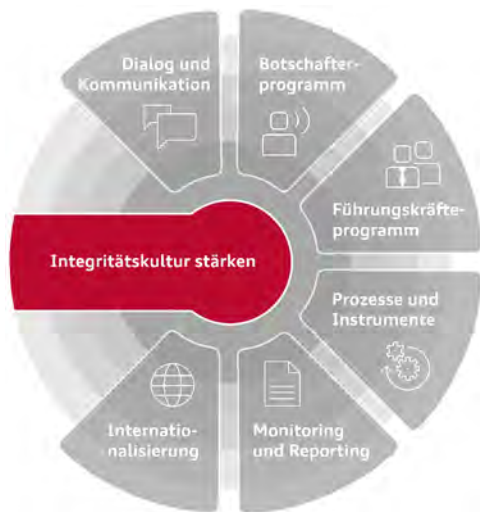 Dialog und
Kommunikation
Botschafter-
programm
Führungskräfte-
programm
Integritätskultur stärken
Prozesse und
Instrumente
Internatio-
nalisierung
Monitoring
und Reporting